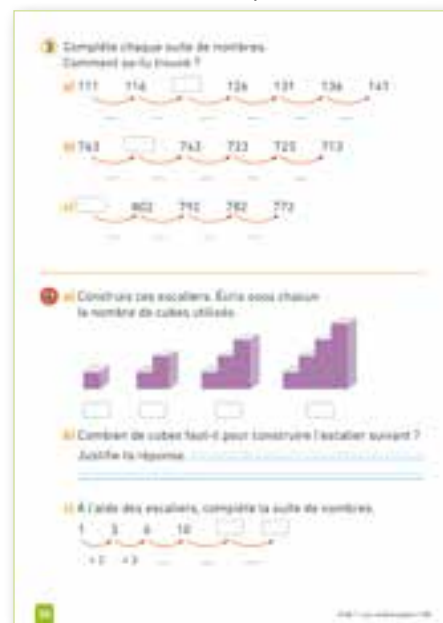 3 Complète chaque suite de nombres.
Comment as-tu trouvé ?
a) 111 116 126 131 136 141
b) 763 743 733 723 713
c) 802 792 782 772
a) Construis ces escaliers. Écris sous chacun
le nombre de cubes utilisés.
b) Combien de cubes faut-il pour construire l'escalier suivant ?
Justifie ta réponse.
c) À l'aide des escaliers, complète la suite de nombres.
1 3 6 10
+ 2 + 3